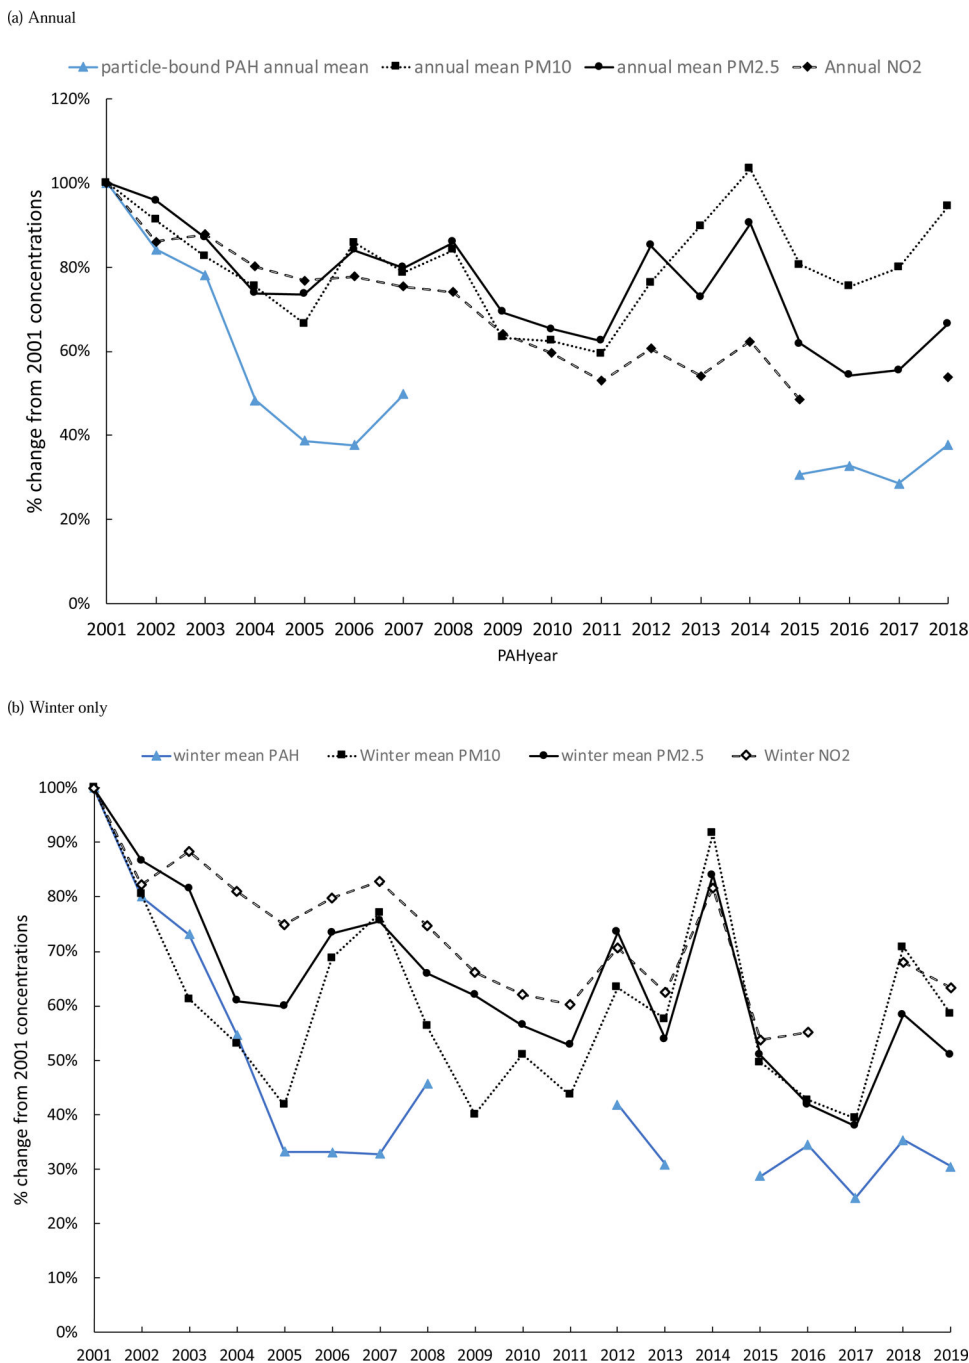 (a) Annual
particle-bound PAH annual mean annual mean PM10 annual mean PM2.5 Annual NO2
120%
100%
80%
60%
40%
20%
0%
% change from 2001 concentrations
2001 2002 2003 2004 2005 2006 2007 2008 2009 2010 2011 2012 2013 2014 2015 2016 2017 2018
PAHyear
(b) Winter only
winter mean PAH Winter mean PM10 winter mean PM2.5 Winter NO2
100%
90%
80%
70%
60%
50%
40%
30%
20%
10%
0%
% change from 2001 concentrations
2001 2002 2003 2004 2005 2006 2007 2008 2009 2010 2011 2012 2013 2014 2015 2016 2017 2018 2019